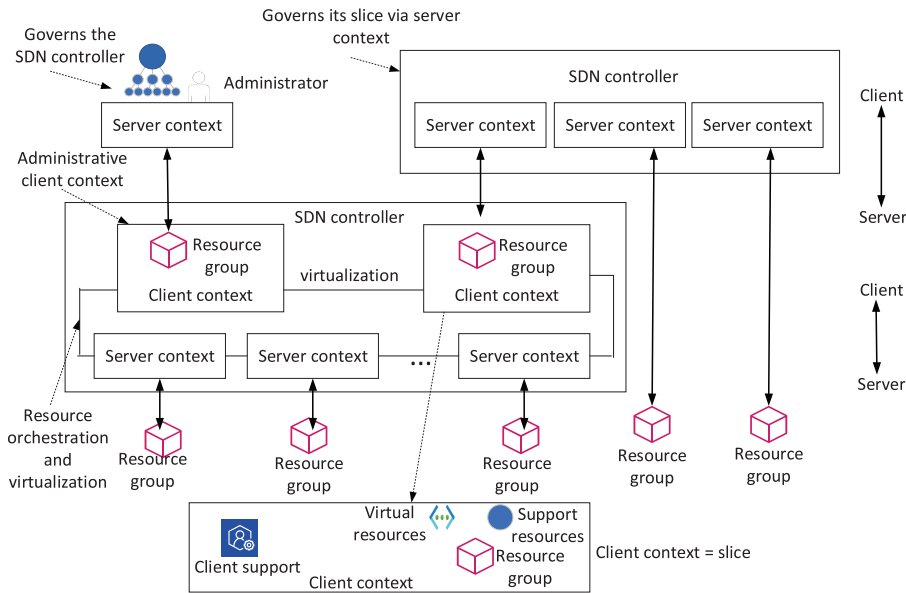 Governs its slice via server
context
Governs the
SDN controller
Administrator
SDN controller
Client
Server context
Server context
Server context
Server context
Administrative
client context
Server
SDN controller
Resource
group
Client context
virtualization
Resource
group
Client context
Client
Server context
Server context
...
Server context
Server
Resource
orchestration
and
virtualization
Resource
group
Resource
group
Resource
group
Resource
group
Resource
group
Virtual
resources
Support
resources
Client support
Resource
group
Client context
Client context = slice